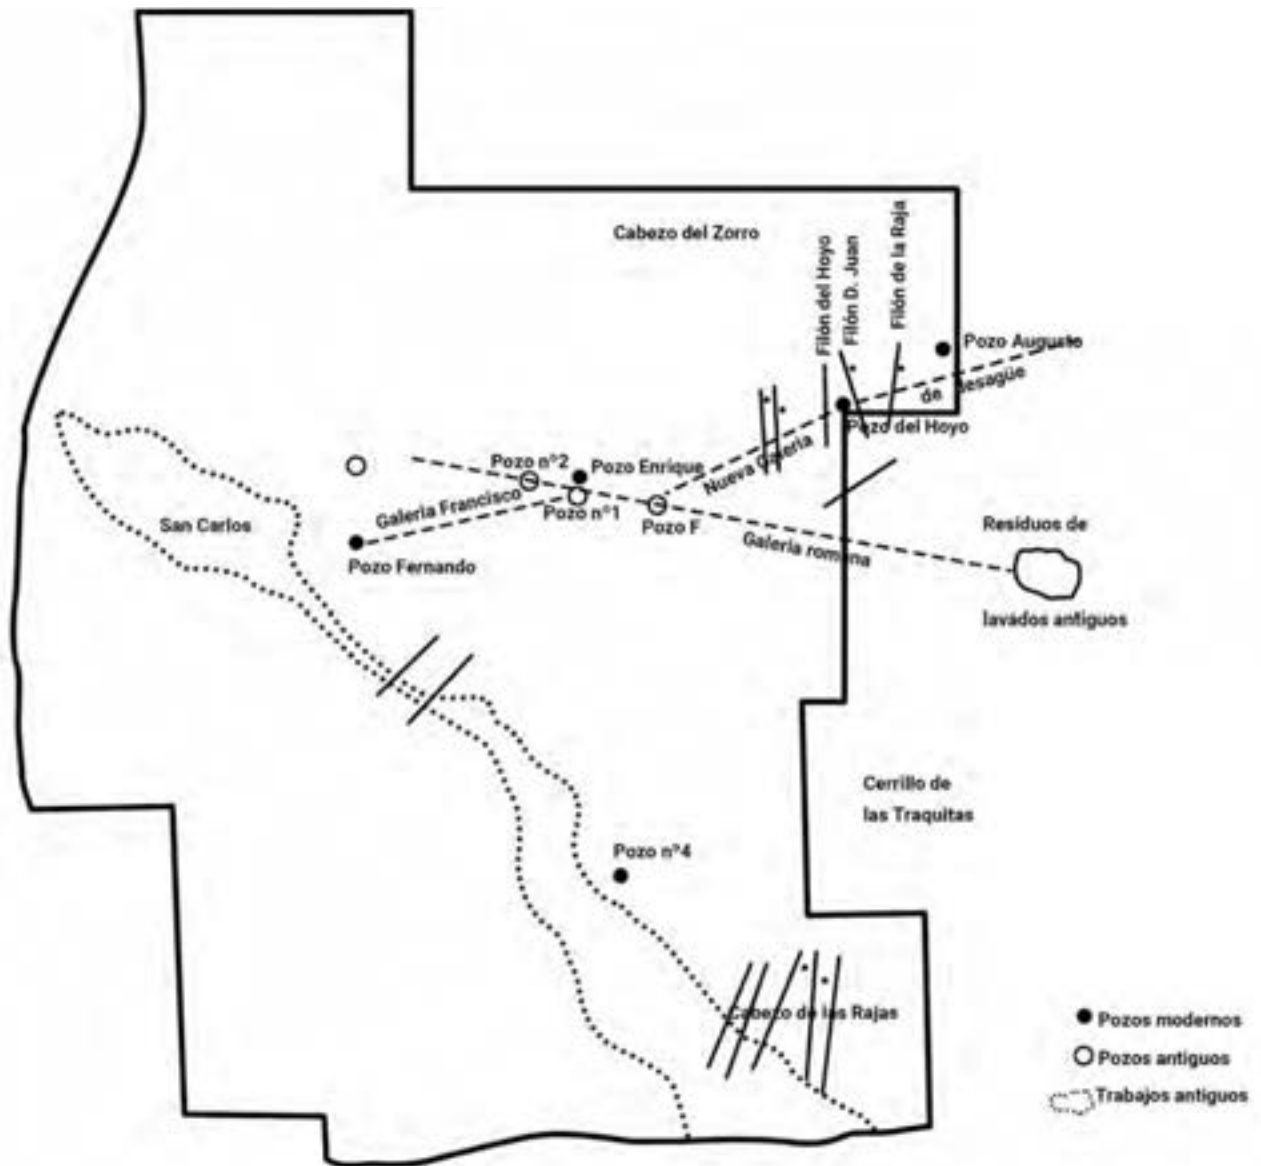 Cabezo del Zorro
Filón del Hoyo
Filón D. Juan
Filón de la Raja
Pozo Augusto
Nueva Galería de desagüe
Pozo del Hoyo
Pozo nº2
Pozo Enrique
Galería Francisco
Pozo nº1
Pozo F
Galería romana
San Carlos
Pozo Fernando
Residuos de
lavados antiguos
Cerrillo de
las Traquitas
Pozo nº4
Cabezo de las Rajas
Pozos modernos
Pozos antiguos
Trabajos antiguos